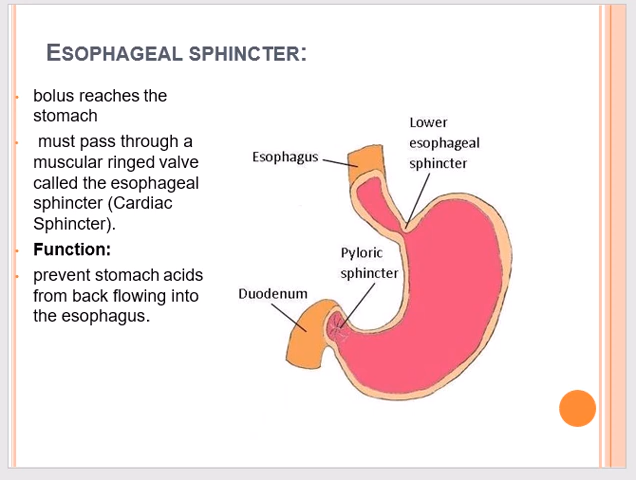 ESOPHAGEAL SPHINCTER:
bolus reaches the
stomach
must pass through a
muscular ringed valve
called the esophageal
sphincter (Cardiac
Sphincter).
Function:
prevent stomach acids
from back flowing into
the esophagus.
Lower
esophageal
sphincter
Esophagus
Pyloric
sphincter
Duodenum